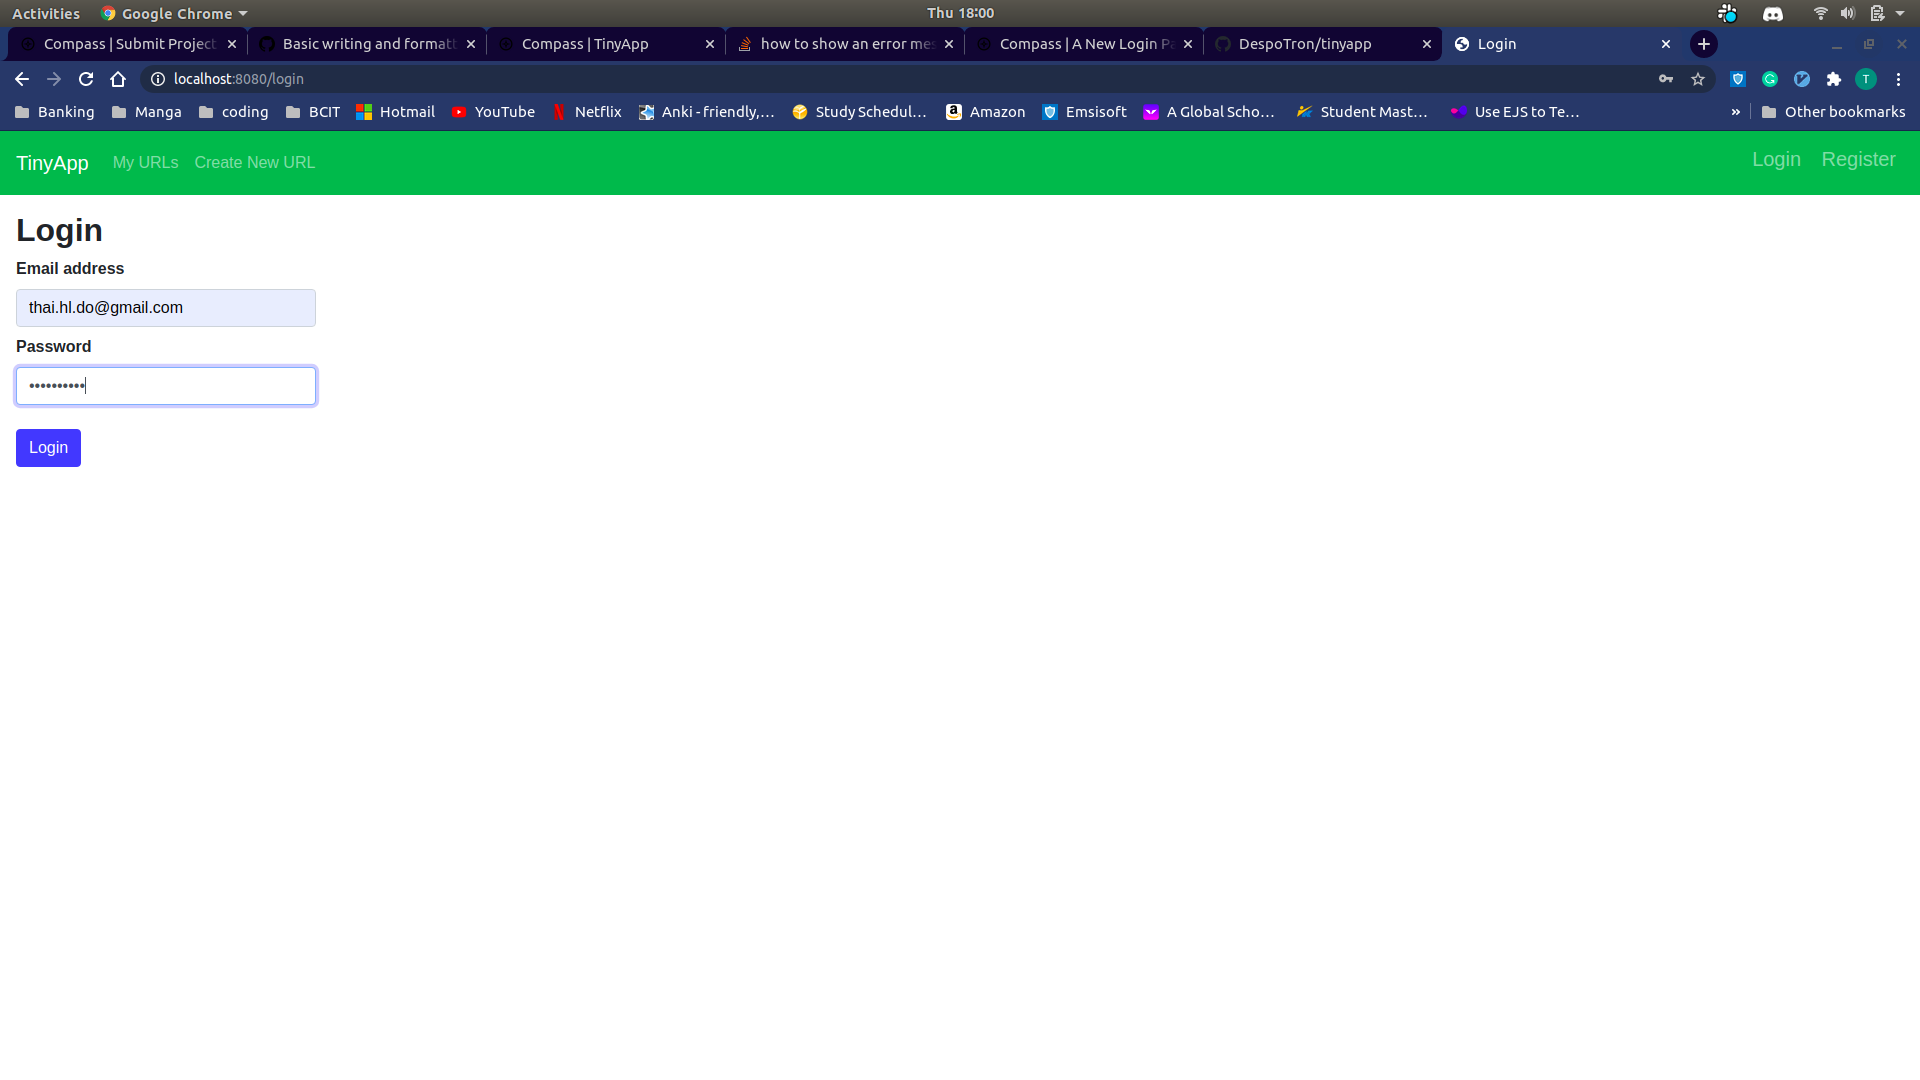 Activities Google Chrome Thu 18:00
Compass | Submit Project Basic writing and formatt Compass | TinyApp how to show an error mes Compass | A New Login Pa DespoTron/tinyapp Login
localhost:8080/login T
Banking Manga coding BCIT Hotmail YouTube Netflix Anki - friendly,... Study Schedul... Amazon Emsisoft A Global Scho... Student Mast... Use EJS to Te... » Other bookmarks
TinyApp My URLs Create New URL Login Register
Login
Email address
thai.hl.do@gmail.com
Password
••••••••••
Login